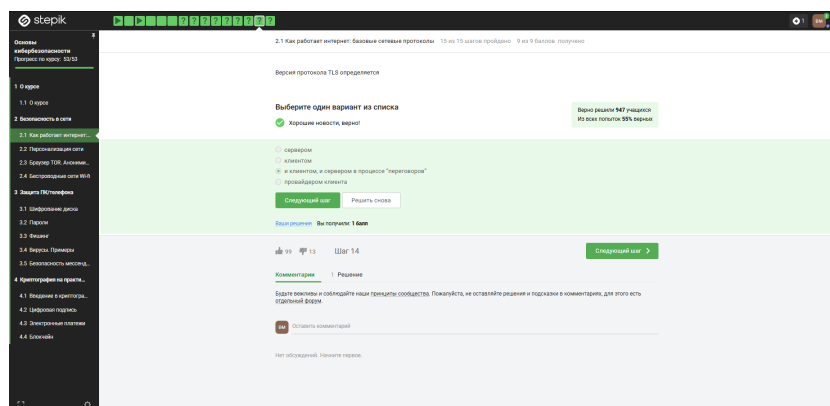 stepik
? ? ? ? ? ? ? ? ? ?
1
ВМ
Основы кибербезопасности
Прогресс по курсу: 53/53
1 О курсе
1.1 О курсе
2 Безопасность в сети
2.1 Как работает интернет:...
2.2 Персонализация сети
2.3 Браузер TOR. Анонимн...
2.4 Беспроводные сети Wi-fi
3 Защита ПК/телефона
3.1 Шифрование диска
3.2 Пароли
3.3 Фишинг
3.4 Вирусы. Примеры
3.5 Безопасность мессенд...
4 Криптография на практи...
4.1 Введение в криптогра...
4.2 Цифровая подпись
4.3 Электронные платежи
4.4 Блокчейн
2.1 Как работает интернет: базовые сетевые протоколы 15 из 15 шагов пройдено 9 из 9 баллов получено
Версия протокола TLS определяется
Выберите один вариант из списка
Хорошие новости, верно!
Верно решили 947 учащихся
Из всех попыток 55% верных
сервером
клиентом
и клиентом, и сервером в процессе "переговоров"
провайдером клиента
Следующий шаг Решить снова
Ваши решения Вы получили: 1 балл
99 13 Шаг 14 Следующий шаг
Комментарии 1 Решение
Будьте вежливы и соблюдайте наши принципы сообщества. Пожалуйста, не оставляйте решения и подсказки в комментариях, для этого есть
отдельный форум.
ВМ Оставить комментарий
Нет обсуждений. Начните первое.